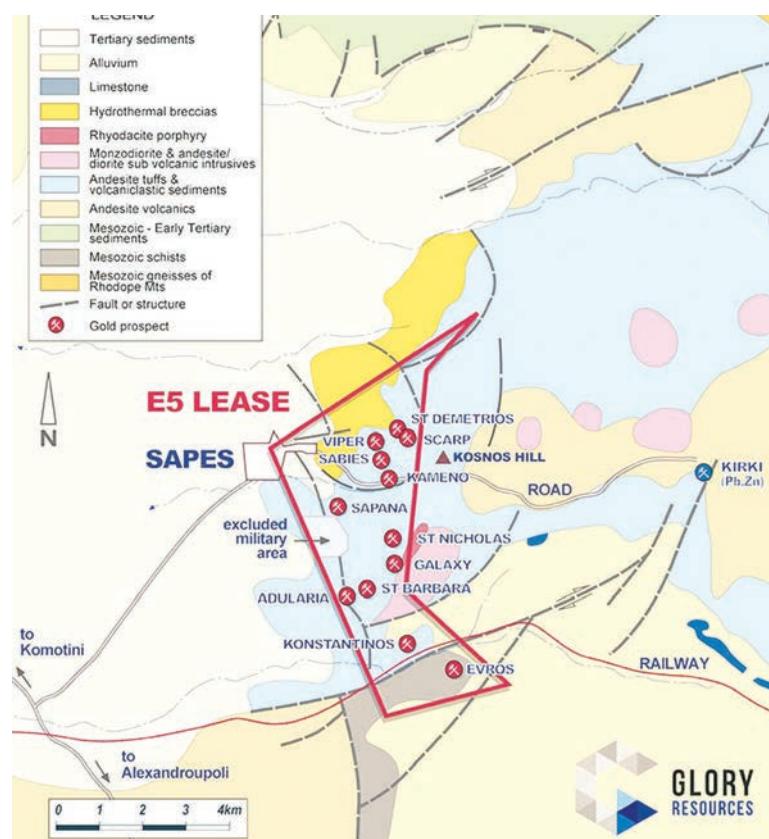 LEGEND
Tertiary sediments
Alluvium
Limestone
Hydrothermal breccias
Rhyodacite porphyry
Monzodiorite & andesite/
diorite sub volcanic intrusives
Andesite tuffs &
volcaniclastic sediments
Andesite volcanics
Mesozoic - Early Tertiary
sediments
Mesozoic schists
Mesozoic gneisses of
Rhodope Mts
Fault or structure
Gold prospect
N
E5 LEASE
SAPES
ST DEMETRIOS
VIPER
SCARP
SABIES
KOSNOS HILL
KAMENO
KIRKI
(Pb.Zn)
ROAD
SAPANA
excluded
military
area
ST NICHOLAS
GALAXY
ST BARBARA
ADULARIA
KONSTANTINOS
EVROS
RAILWAY
to
Komotini
to
Alexandroupoli
0 1 2 3 4km
GLORY
RESOURCES